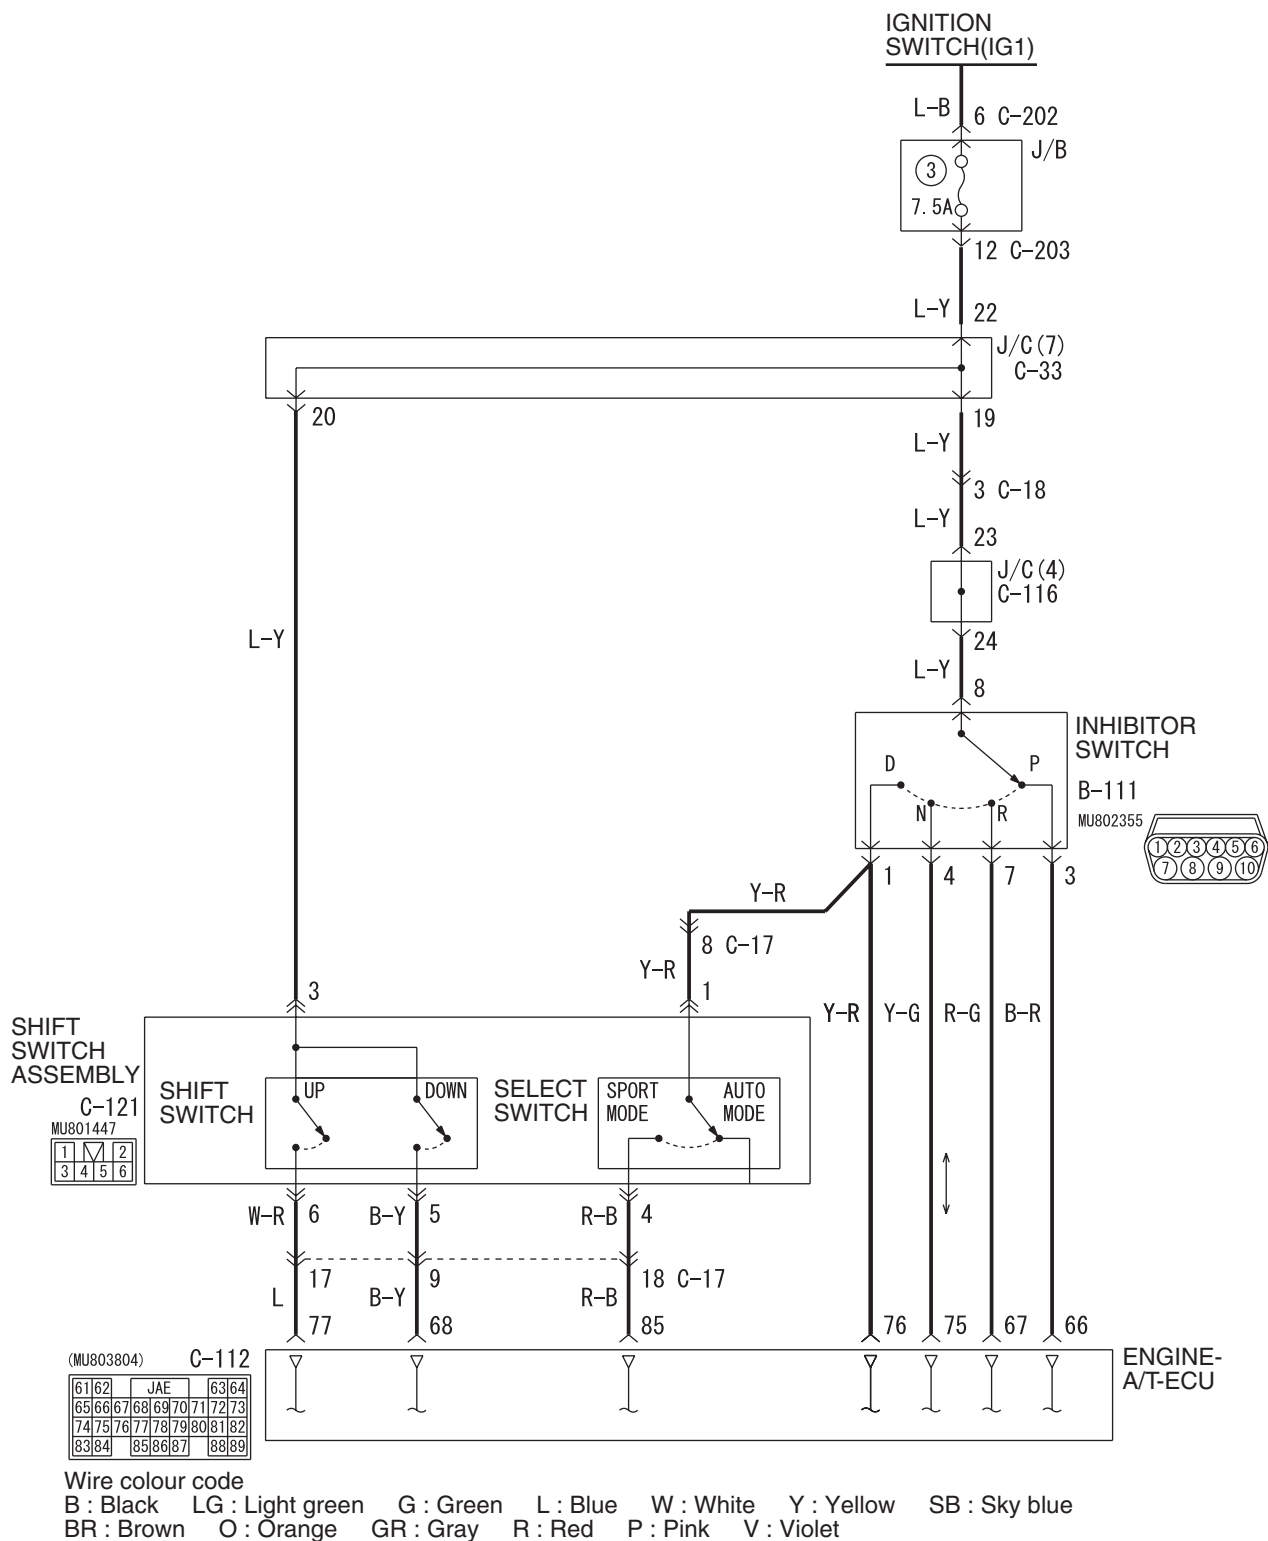 IGNITION
SWITCH(IG1)
L-B
6 C-202
J/B
3
7.5A
12 C-203
L-Y
22
J/C(7)
C-33
20
19
L-Y
3 C-18
L-Y
23
J/C(4)
C-116
24
L-Y
L-Y
8
INHIBITOR
SWITCH
D
P
N
R
B-111
MU802355
1 2 3 4 5 6
7 8 9 10
1
4
7
3
Y-R
8 C-17
Y-R
3
1
Y-R
Y-G
R-G
B-R
SHIFT
SWITCH
ASSEMBLY
C-121
MU801447
1 2
3 4 5 6
SHIFT
SWITCH
UP
DOWN
SELECT
SWITCH
SPORT
MODE
AUTO
MODE
W-R
6
B-Y
5
R-B
4
17
9
18 C-17
L
B-Y
R-B
77
68
85
76
75
67
66
(MU803804)
C-112
ENGINE-
A/T-ECU
61 62 JAE 63 64
65 66 67 68 69 70 71 72 73
74 75 76 77 78 79 80 81 82
83 84 85 86 87 88 89
Wire colour code
B : Black LG : Light green G : Green L : Blue W : White Y : Yellow SB : Sky blue
BR : Brown O : Orange GR : Gray R : Red P : Pink V : Violet